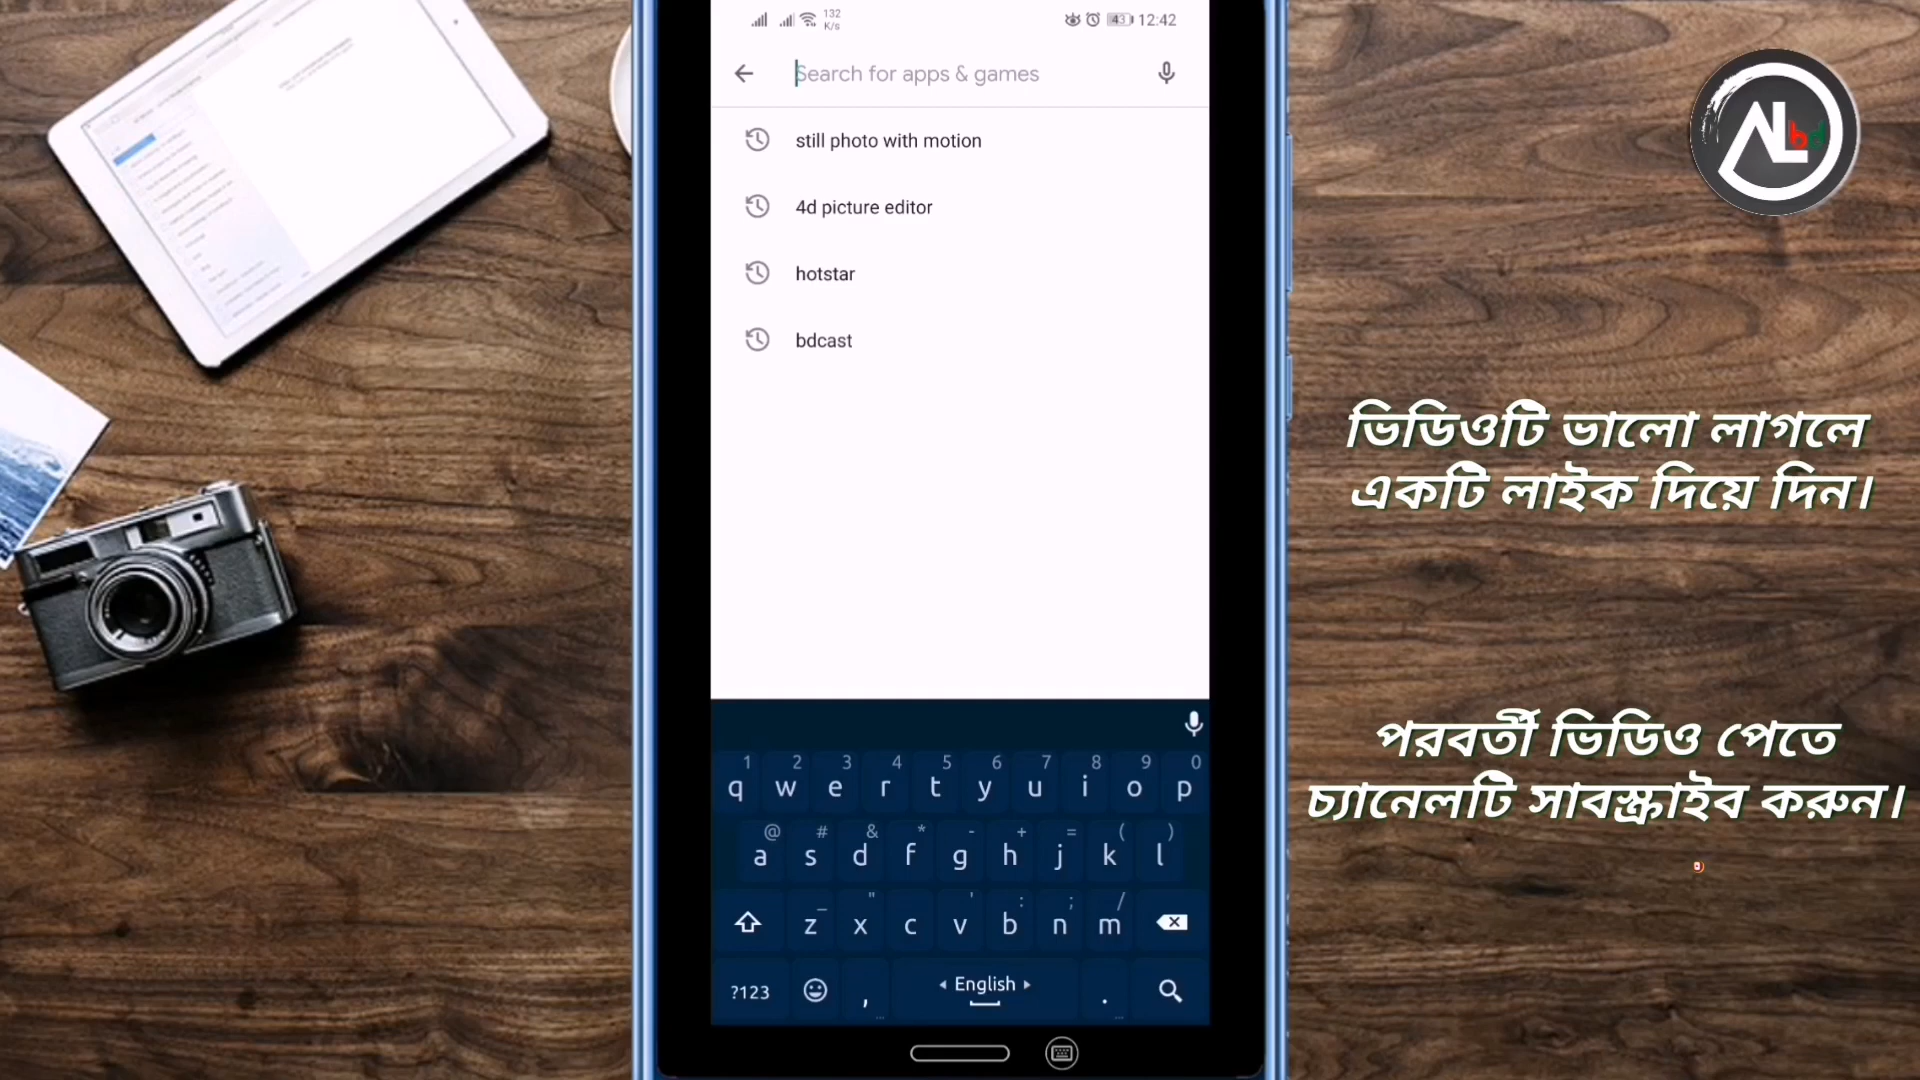 132
K/s
43
12:42
Search for apps & games
still photo with motion
4d picture editor
hotstar
bdcast
ALbd
ভিডিওটি ভালো লাগলে
একটি লাইক দিয়ে দিন।
পরবর্তী ভিডিও পেতে
চ্যানেলটি সাবস্ক্রাইব করুন।
1 2 3 4 5 6 7 8 9 0
q w e r t y u i o p
@ # & * - + = ( )
a s d f g h j k l
_ " ' : ; /
z x c v b n m
?123 , English .